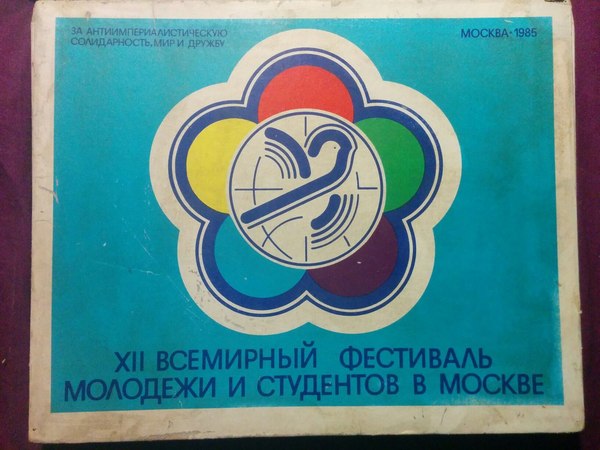 ЗА АНТИИМПЕРИАЛИСТИЧЕСКУЮ
СОЛИДАРНОСТЬ, МИР И ДРУЖБУ
МОСКВА·1985
XII ВСЕМИРНЫЙ ФЕСТИВАЛЬ
МОЛОДЕЖИ И СТУДЕНТОВ В МОСКВЕ